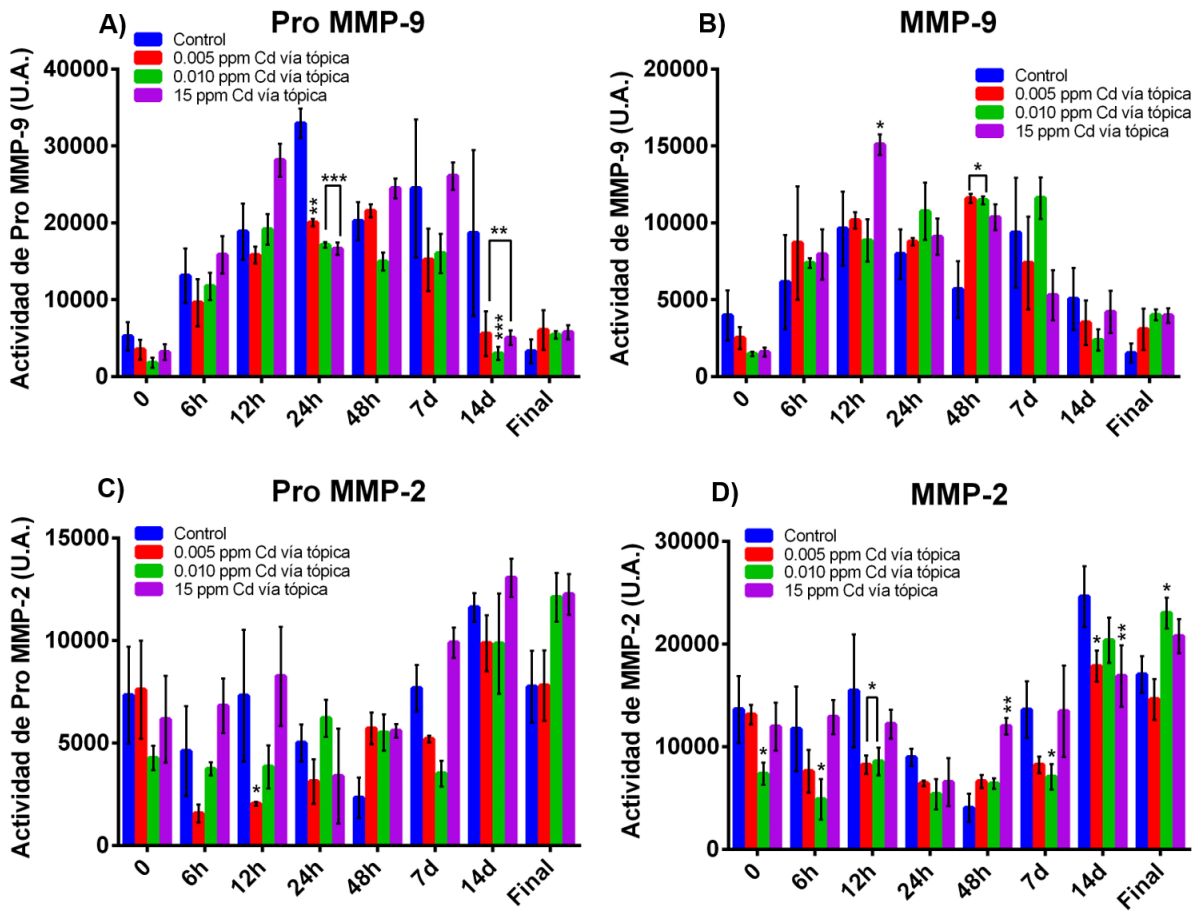 A)
Pro MMP-9
Control
0.005 ppm Cd vía tópica
0.010 ppm Cd vía tópica
15 ppm Cd vía tópica
Actividad de Pro MMP-9 (U.A.)
40000
30000
20000
10000
0
**
***
**
***
0
6h
12h
24h
48h
7d
14d
Final
B)
MMP-9
Control
0.005 ppm Cd vía tópica
0.010 ppm Cd vía tópica
15 ppm Cd vía tópica
Actividad de MMP-9 (U.A.)
20000
15000
10000
5000
0
*
*
0
6h
12h
24h
48h
7d
14d
Final
C)
Pro MMP-2
Control
0.005 ppm Cd vía tópica
0.010 ppm Cd vía tópica
15 ppm Cd vía tópica
Actividad de Pro MMP-2 (U.A.)
15000
10000
5000
0
*
0
6h
12h
24h
48h
7d
14d
Final
D)
MMP-2
Control
0.005 ppm Cd vía tópica
0.010 ppm Cd vía tópica
15 ppm Cd vía tópica
Actividad de MMP-2 (U.A.)
30000
20000
10000
0
*
*
*
**
*
*
**
*
0
6h
12h
24h
48h
7d
14d
Final